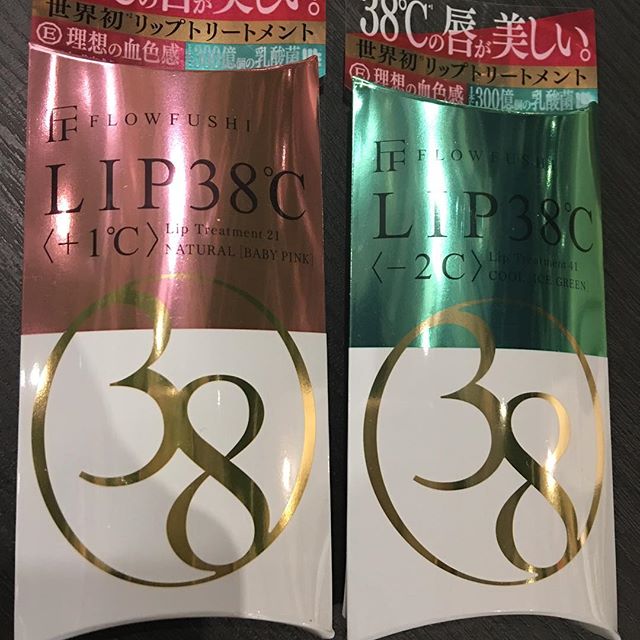 の唇が美しい。
世界初"リップトリートメント
Ⓔ理想の血色感
300億個の乳酸菌
FLOWFUSHI
LIP38℃
〈+1℃〉
Lip Treatment 21
NATURAL [BABY PINK]
38
38℃の唇が美しい。
世界初"リップトリートメント
Ⓔ理想の血色感
300億個の乳酸菌
FLOWFUSHI
LIP38℃
〈-2C〉
Lip Treatment 41
COOL [ICE GREEN]
38